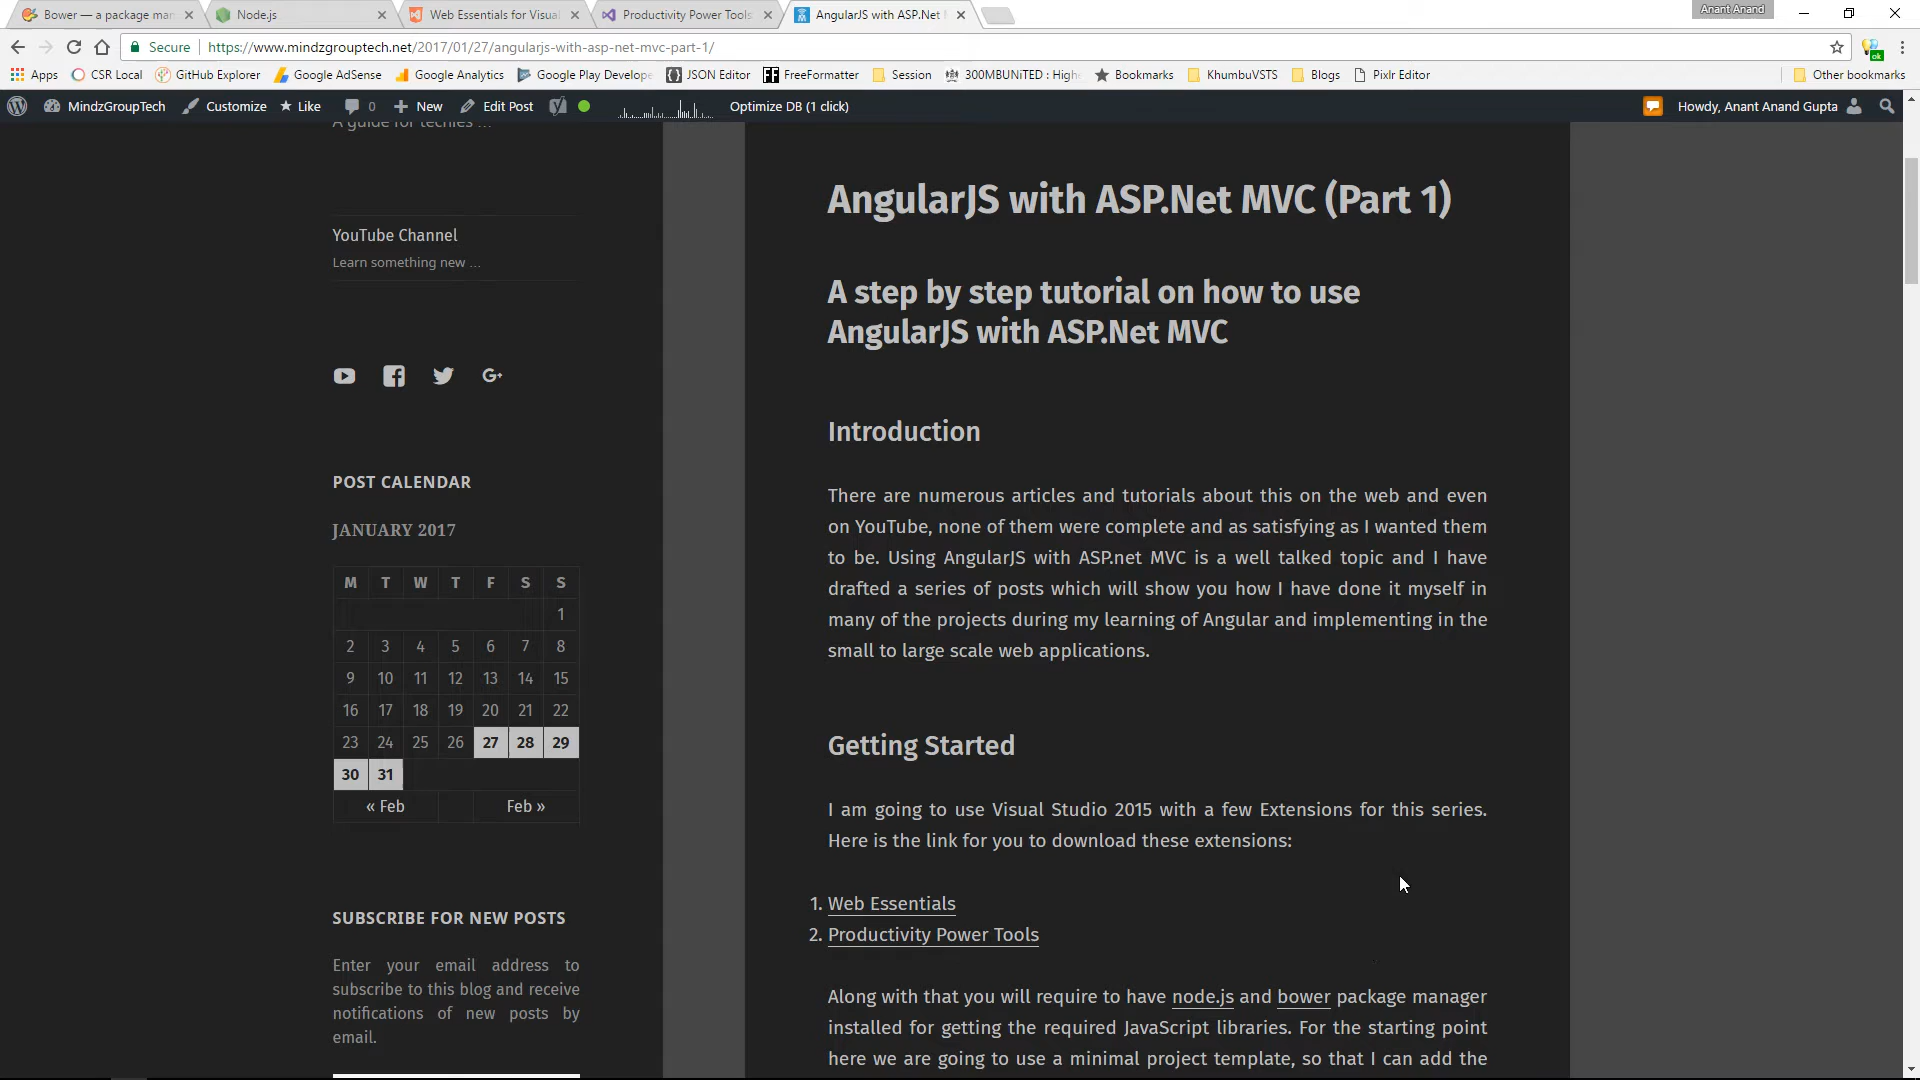 Bower — a package mar
Node.js
Web Essentials for Visual
Productivity Power Tools
AngularJS with ASP.Net
Anant Anand
Secure
https://www.mindzgrouptech.net/2017/01/27/angularjs-with-asp-net-mvc-part-1/
Apps
CSR Local
GitHub Explorer
Google AdSense
Google Analytics
Google Play Develope
JSON Editor
FreeFormatter
Session
300MBUNiTED : Highe
Bookmarks
KhumbuVSTS
Blogs
Pixlr Editor
Other bookmarks
MindzGroupTech
Customize
Like
0
New
Edit Post
Optimize DB (1 click)
Howdy, Anant Anand Gupta
A guide for techies ...
YouTube Channel
Learn something new ...
POST CALENDAR
JANUARY 2017
M T W T F S S
1
2 3 4 5 6 7 8
9 10 11 12 13 14 15
16 17 18 19 20 21 22
23 24 25 26 27 28 29
30 31
« Feb Feb »
SUBSCRIBE FOR NEW POSTS
Enter your email address to
subscribe to this blog and receive
notifications of new posts by
email.
AngularJS with ASP.Net MVC (Part 1)
A step by step tutorial on how to use
AngularJS with ASP.Net MVC
Introduction
There are numerous articles and tutorials about this on the web and even
on YouTube, none of them were complete and as satisfying as I wanted them
to be. Using AngularJS with ASP.net MVC is a well talked topic and I have
drafted a series of posts which will show you how I have done it myself in
many of the projects during my learning of Angular and implementing in the
small to large scale web applications.
Getting Started
I am going to use Visual Studio 2015 with a few Extensions for this series.
Here is the link for you to download these extensions:
1. Web Essentials
2. Productivity Power Tools
Along with that you will require to have node.js and bower package manager
installed for getting the required JavaScript libraries. For the starting point
here we are going to use a minimal project template, so that I can add the